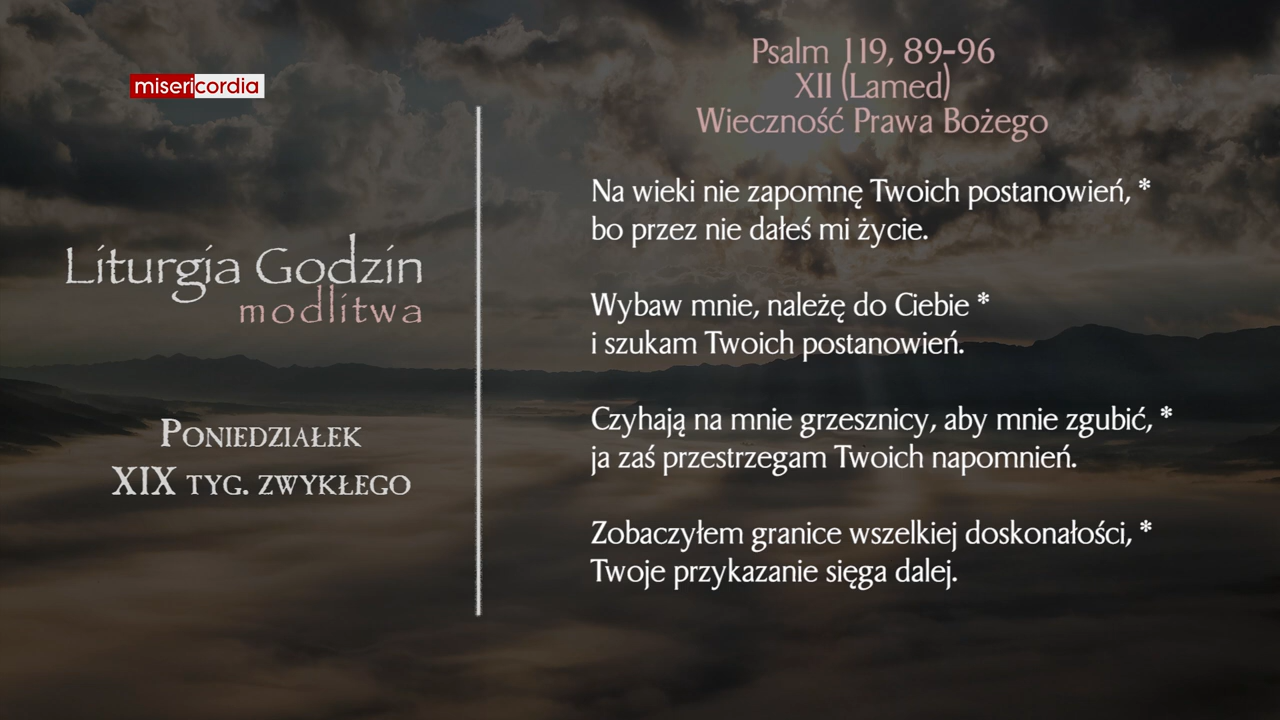 misericordia
Liturgia Godzin
modlitwa
Poniedziałek
XIX tyg. zwykłego
Psalm 119, 89-96
XII (Lamed)
Wieczność Prawa Bożego
Na wieki nie zapomnę Twoich postanowień, *
bo przez nie dałeś mi życie.
Wybaw mnie, należę do Ciebie *
i szukam Twoich postanowień.
Czyhają na mnie grzesznicy, aby mnie zgubić, *
ja zaś przestrzegam Twoich napomnień.
Zobaczyłem granice wszelkiej doskonałości, *
Twoje przykazanie sięga dalej.